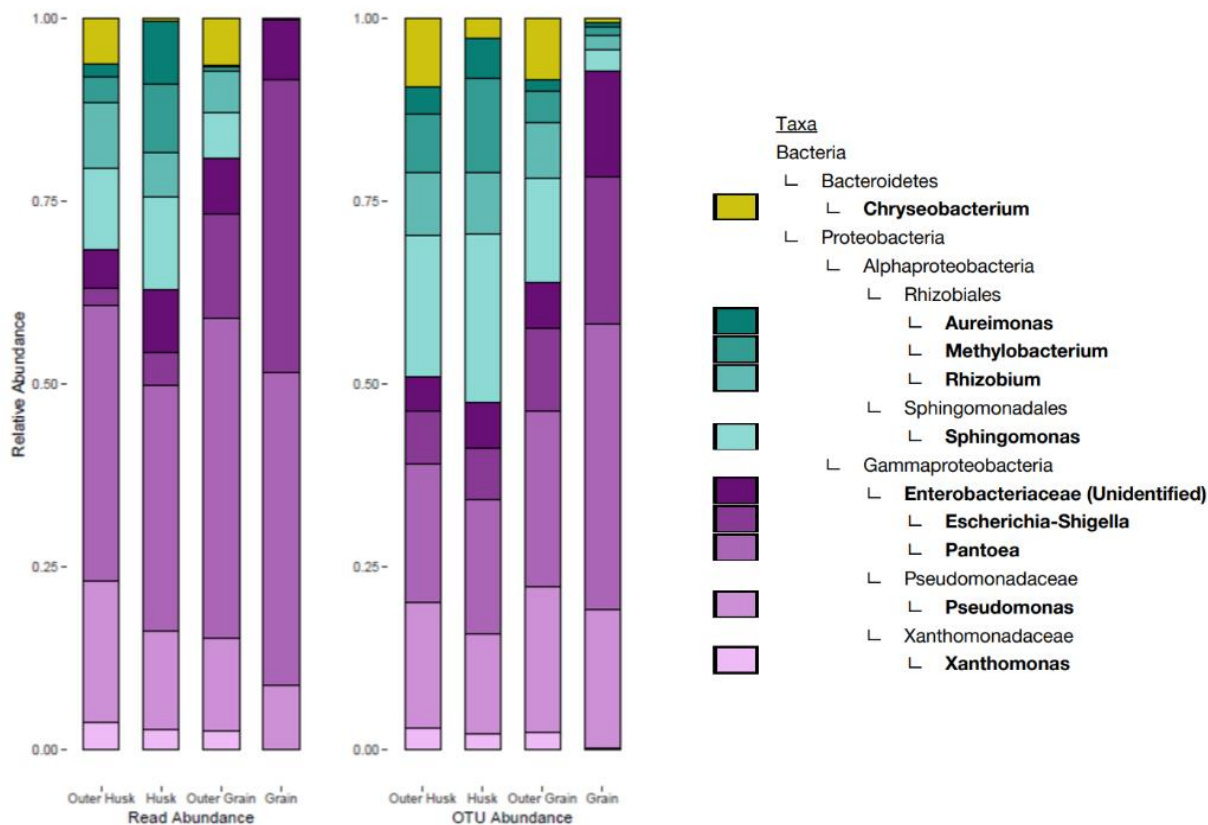 1.00
0.75
0.50
0.25
0.00
Relative Abundance
Outer Husk Husk Outer Grain Grain
Read Abundance
1.00
0.75
0.50
0.25
0.00
Outer Husk Husk Outer Grain Grain
OTU Abundance
Taxa
Bacteria
Bacteroidetes
Chryseobacterium
Proteobacteria
Alphaproteobacteria
Rhizobiales
Aureimonas
Methylobacterium
Rhizobium
Sphingomonadales
Sphingomonas
Gammaproteobacteria
Enterobacteriaceae (Unidentified)
Escherichia-Shigella
Pantoea
Pseudomonadaceae
Pseudomonas
Xanthomonadaceae
Xanthomonas